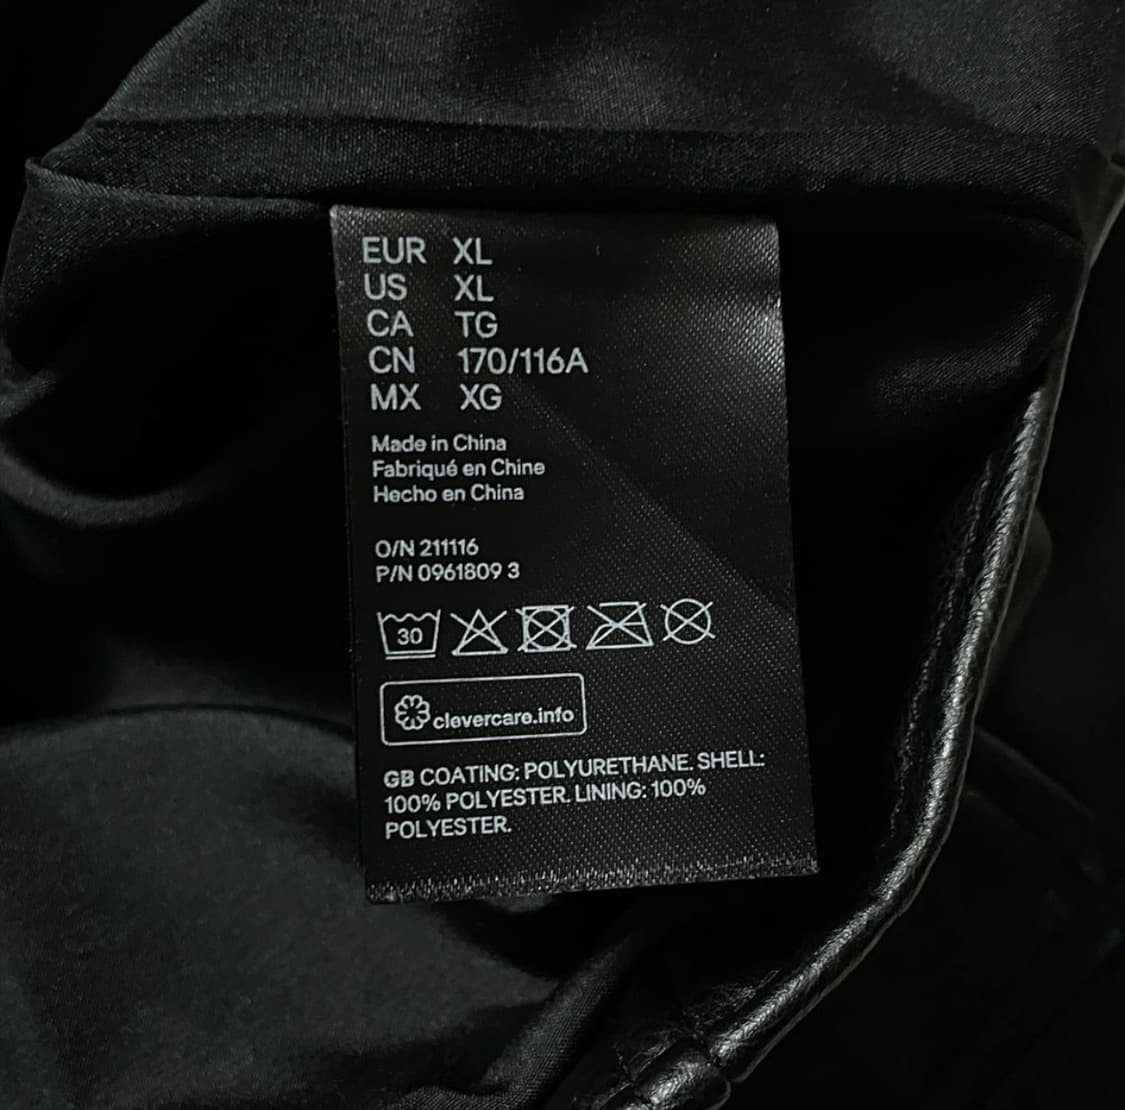 EUR XL
US XL
CA TG
CN 170/116A
MX XG
Made in China
Fabriqué en Chine
Hecho en China
O/N 211116
P/N 0961809 3
30
clevercare.info
GB COATING: POLYURETHANE. SHELL:
100% POLYESTER. LINING: 100%
POLYESTER.